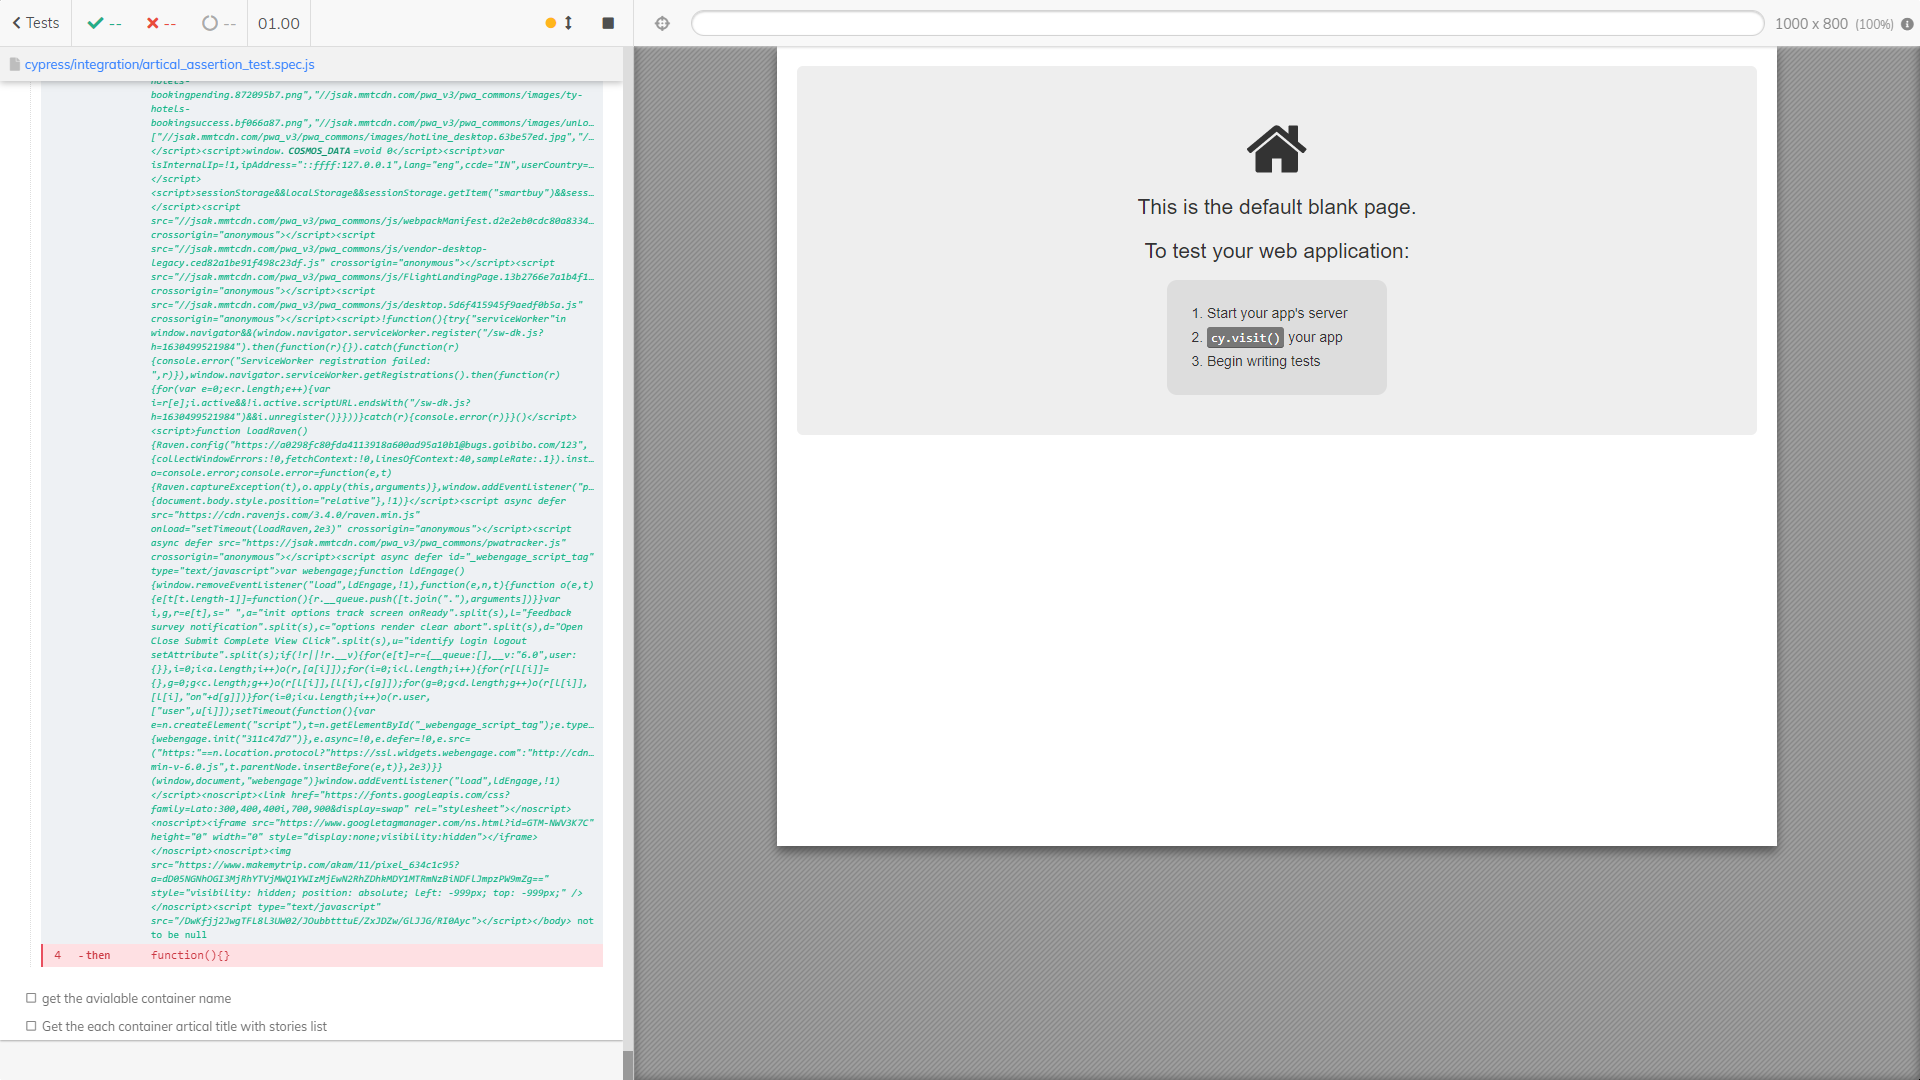 Tests
--
--
--
01.00
1000 x 800 (100%)
cypress/integration/artical_assertion_test.spec.js
hotels-
bookingpending.872095b7.png","//jsak.mmtcdn.com/pwa_v3/pwa_commons/images/ty-
hotels-
bookingsuccess.bf066a87.png","//jsak.mmtcdn.com/pwa_v3/pwa_commons/images/unLo…
["//jsak.mmtcdn.com/pwa_v3/pwa_commons/images/hotline_desktop.63be57ed.jpg","/…
</script><script>window. COSMOS_DATA =void 0</script><script>var
isInternalIp=!1,ipAddress="::ffff:127.0.0.1",lang="eng",ccde="IN",userCountry=…
</script>
<script>sessionStorage&&localStorage&&sessionStorage.getItem("smartbuy")&&sess…
</script><script
src="//jsak.mmtcdn.com/pwa_v3/pwa_commons/js/webpackManifest.d2e2eb0cdc80a8334…
crossorigin="anonymous"></script><script
src="//jsak.mmtcdn.com/pwa_v3/pwa_commons/js/vendor-desktop-
legacy.ced82a1be91f498c23df.js" crossorigin="anonymous"></script><script
src="//jsak.mmtcdn.com/pwa_v3/pwa_commons/js/FlightLandingPage.13b2766e7a1b4f1…
crossorigin="anonymous"></script><script
src="//jsak.mmtcdn.com/pwa_v3/pwa_commons/js/desktop.5d6f415945f9aedf0b5a.js"
crossorigin="anonymous"></script><script>!function(){try{"serviceWorker"in
window.navigator&&(window.navigator.serviceWorker.register("/sw-dk.js?
h=1630499521984").then(function(r){}).catch(function(r)
{console.error("ServiceWorker registration failed:
",r)}),window.navigator.serviceWorker.getRegistrations().then(function(r)
{for(var e=0;e<r.length;e++){var
i=r[e];i.active&&!i.active.scriptURL.endsWith("/sw-dk.js?
h=1630499521984")&&i.unregister()}}))}catch(r){console.error(r)}}()</script>
<script>function loadRaven()
{Raven.config("https://a0298fc80fda4113918a600ad95a10b1@bugs.goibibo.com/123",
{collectWindowErrors:!0,fetchContext:!0,linesOfContext:40,sampleRate:.1}).inst…
o=console.error;console.error=function(e,t)
{Raven.captureException(t),o.apply(this,arguments)},window.addEventListener("p…
{document.body.style.position="relative"},!1)}</script><script async defer
src="https://cdn.ravenjs.com/3.4.0/raven.min.js"
onload="setTimeout(loadRaven,2e3)" crossorigin="anonymous"></script><script
async defer src="https://jsak.mmtcdn.com/pwa_v3/pwa_commons/pwatracker.js"
crossorigin="anonymous"></script><script async defer id="_webengage_script_tag"
type="text/javascript">var webengage;function ldEngage()
{window.removeEventListener("load",ldEngage,!1),function(e,n,t){function o(e,t)
{e[t[t.length-1]]=function(){r.__queue.push([t.join("."),arguments])}}var
i,g,r=e[t],s=" ",a="init options track screen onReady".split(s),l="feedback
survey notification".split(s),c="options render clear abort".split(s),d="Open
Close Submit Complete View Click".split(s),u="identify login logout
setAttribute".split(s);if(!r||!r.__v){for(e[t]=r={__queue:[],__v:"6.0",user:
{}},i=0;i<a.length;i++)o(r,[a[i]]);for(i=0;i<l.length;i++){for(r[l[i]]=
{},g=0;g<c.length;g++)o(r[l[i]],[l[i],c[g]]);for(g=0;g<d.length;g++)o(r[l[i]],
[l[i],"on"+d[g]])}for(i=0;i<u.length;i++)o(r.user,
["user",u[i]]);setTimeout(function(){var
e=n.createElement("script"),t=n.getElementById("_webengage_script_tag");e.type…
{webengage.init("311c47d7")},e.async=!0,e.defer=!0,e.src=
("https:"==n.location.protocol?"https://ssl.widgets.webengage.com":"http://cdn…
min-v-6.0.js",t.parentNode.insertBefore(e,t)},2e3)}}
(window,document,"webengage")}window.addEventListener("load",ldEngage,!1)
</script><noscript><link href="https://fonts.googleapis.com/css?
family=Lato:300,400,400i,700,900&display=swap" rel="stylesheet"></noscript>
<noscript><iframe src="https://www.googletagmanager.com/ns.html?id=GTM-NWV3K7C"
height="0" width="0" style="display:none;visibility:hidden"></iframe>
</noscript><noscript><img
src="https://www.makemytrip.com/akam/11/pixel_634c1c95?
a=dD05NGNhOGI3MjRhYTVjMWQ1YWIzMjEwN2RhZDhkMDY1MTRmNzBiNDFlJmpzPW9mZg=="
style="visibility: hidden; position: absolute; left: -999px; top: -999px;" />
</noscript><script type="text/javascript"
src="/DwKfjj2JwgTFL8l3UW02/JOubbtttuE/ZxJDZw/GlJJG/RI0Ayc"></script></body> not
to be null
4 -then function(){}
get the avialable container name
Get the each container artical title with stories list
This is the default blank page.
To test your web application:
1. Start your app's server
2. cy.visit() your app
3. Begin writing tests